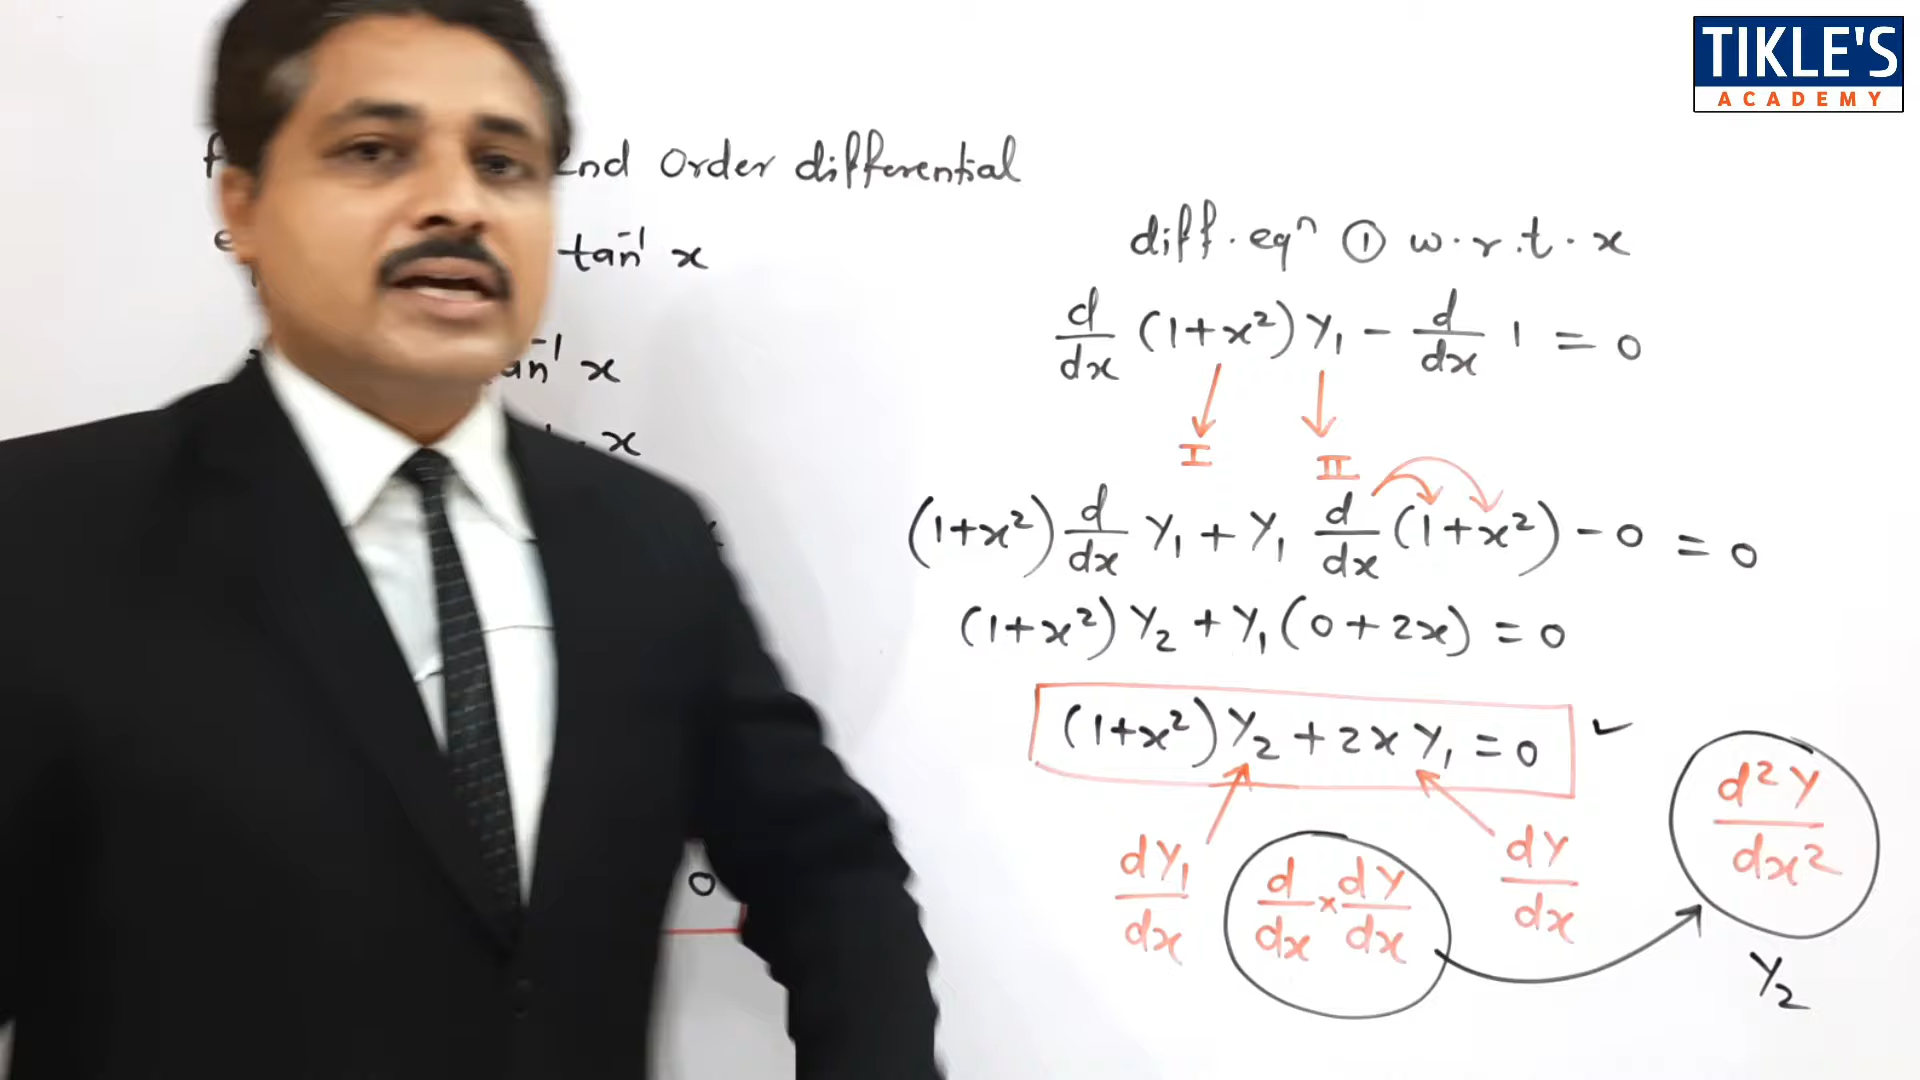 TIKLE'S
ACADEMY
2nd Order differential
tan⁻¹ x
an⁻¹ x
x
0
diff. eqⁿ ① w.r.t. x
d/dx (1+x²) Y₁ − d/dx 1 = 0
I II
(1+x²) d/dx Y₁ + Y₁ d/dx (1+x²) − 0 = 0
(1+x²) Y₂ + Y₁ (0 + 2x) = 0
(1+x²) Y₂ + 2x Y₁ = 0 ✓
dY₁/dx d/dx × dY/dx dY/dx d²Y/dx²
Y₂